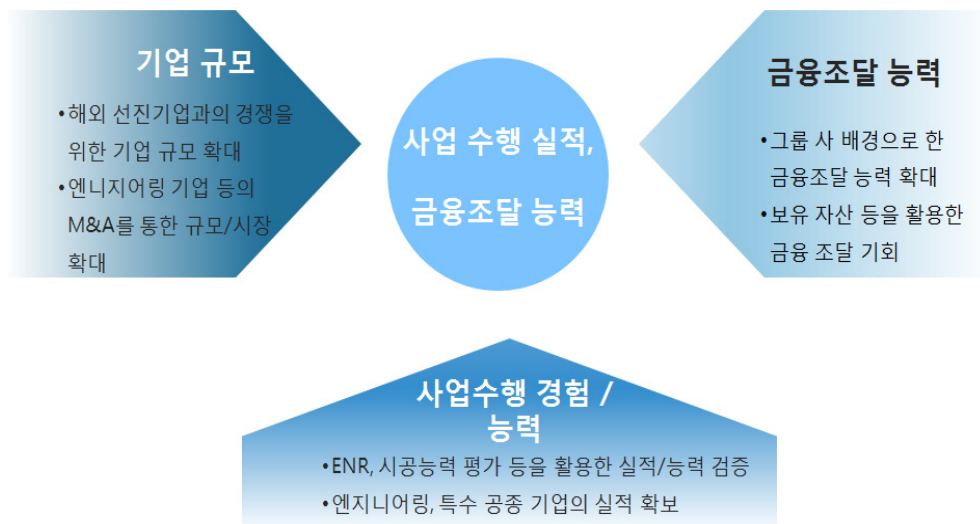 기업 규모
•해외 선진기업과의 경쟁을
위한 기업 규모 확대
•엔니지어링 기업 등의
M&A를 통한 규모/시장
확대
사업 수행 실적,
금융조달 능력
금융조달 능력
•그룹 사 배경으로 한
금융조달 능력 확대
•보유 자산 등을 활용한
금융 조달 기회
사업수행 경험 /
능력
•ENR, 시공능력 평가 등을 활용한 실적/능력 검증
•엔지니어링, 특수 공종 기업의 실적 확보